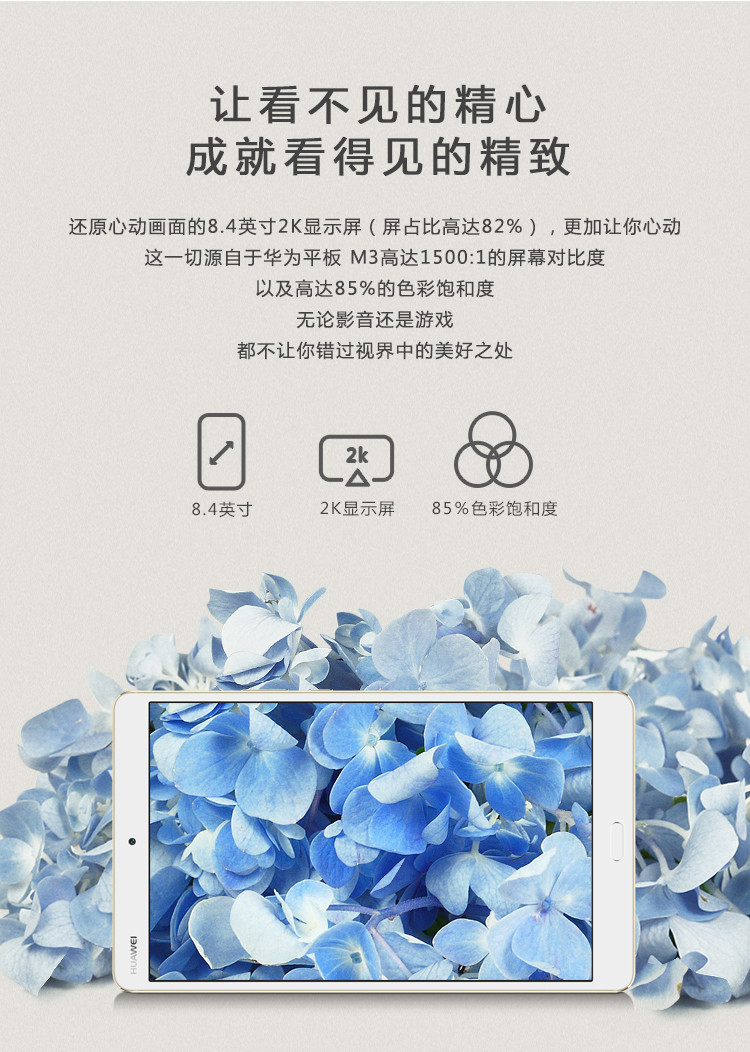 让看不见的精心
成就看得见的精致
还原心动画面的8.4英寸2K显示屏（屏占比高达82%），更加让你心动
这一切源自于华为平板 M3高达1500:1的屏幕对比度
以及高达85%的色彩饱和度
无论影音还是游戏
都不让你错过视界中的美好之处
2k
8.4英寸
2K显示屏
85%色彩饱和度
HUAWEI